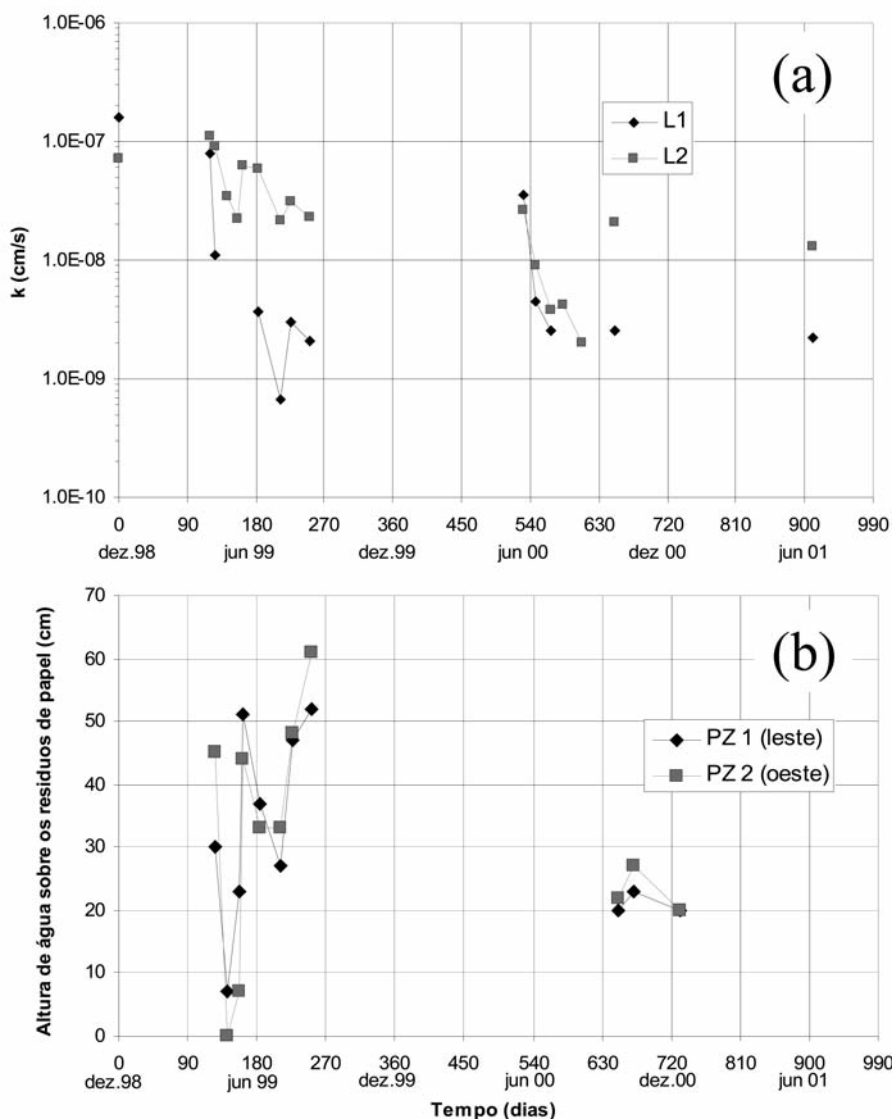 (a)
1.0E-06
1.0E-07
1.0E-08
1.0E-09
1.0E-10
k (cm/s)
L1
L2
0 90 180 270 360 450 540 630 720 810 900 990
dez.98 jun 99 dez.99 jun 00 dez 00 jun 01
(b)
70
60
50
40
30
20
10
0
Altura de água sobre os residuos de papel (cm)
PZ 1 (leste)
PZ 2 (oeste)
0 90 180 270 360 450 540 630 720 810 900 990
dez.98 jun 99 dez.99 jun 00 dez.00 jun 01
Tempo (dias)